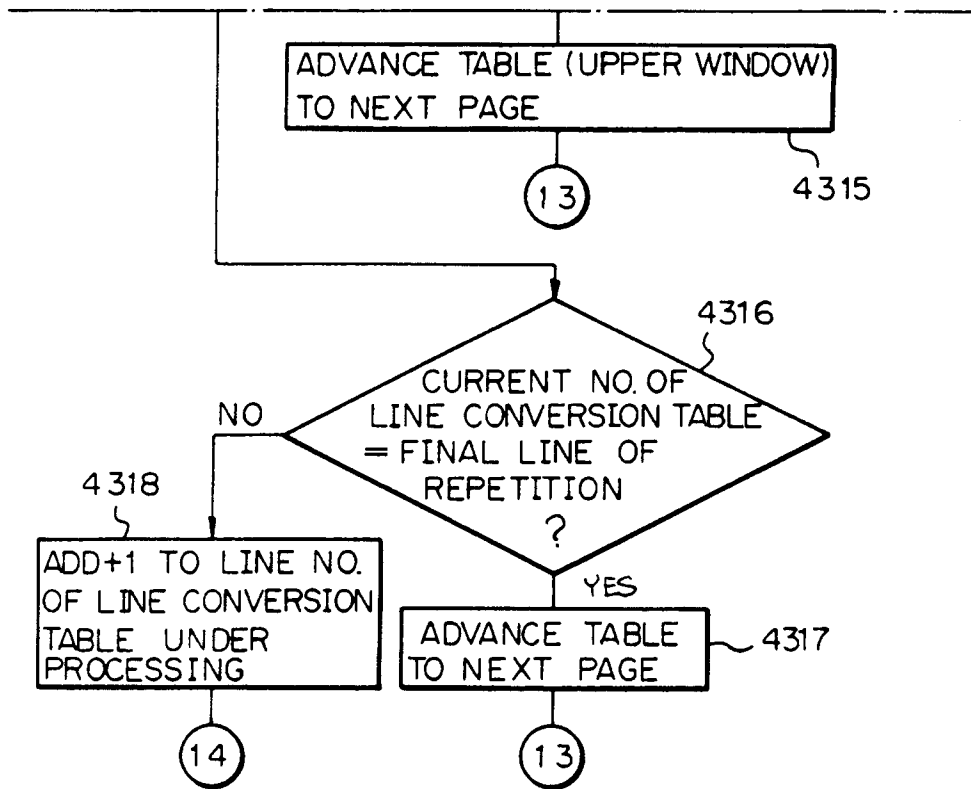 ADVANCE TABLE (UPPER WINDOW)
TO NEXT PAGE
4315
13
4316
CURRENT NO. OF
LINE CONVERSION TABLE
= FINAL LINE OF
REPETITION
?
NO
YES
4318
ADD+1 TO LINE NO.
OF LINE CONVERSION
TABLE UNDER
PROCESSING
ADVANCE TABLE
TO NEXT PAGE
4317
14
13